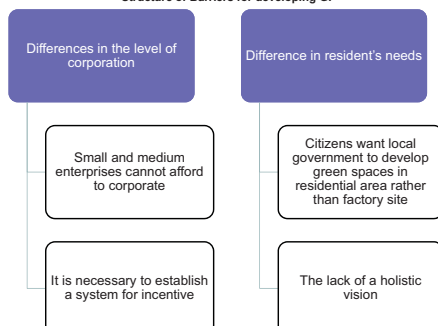 Structure of Barriers for developing GI
Differences in the level of
corporation
Difference in resident's needs
Small and medium
enterprises cannot afford
to corporate
Citizens want local
government to develop
green spaces in
residential area rather
than factory site
It is necessary to establish
a system for incentive
The lack of a holistic
vision